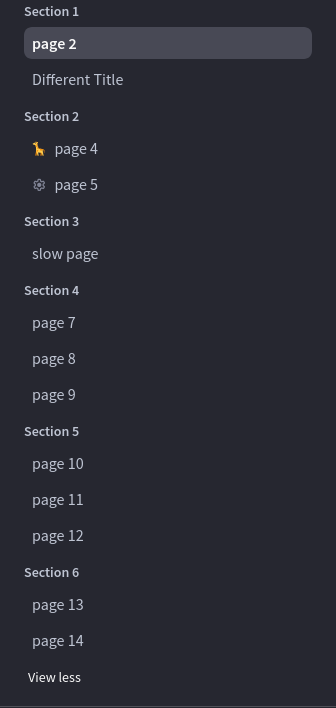 Section 1
page 2
Different Title
Section 2
page 4
page 5
Section 3
slow page
Section 4
page 7
page 8
page 9
Section 5
page 10
page 11
page 12
Section 6
page 13
page 14
View less